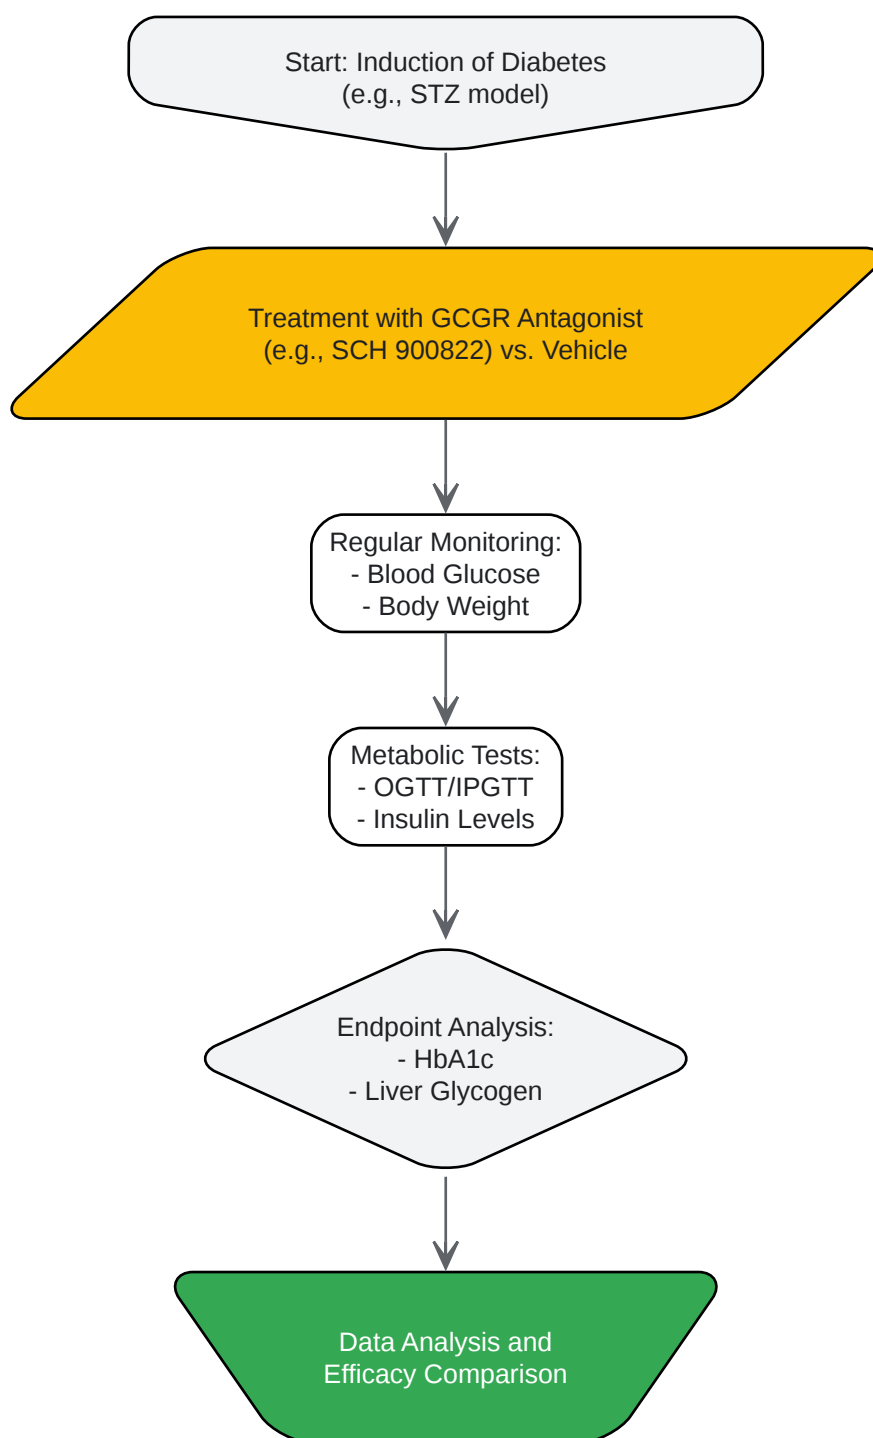 Start: Induction of Diabetes
(e.g., STZ model)
Treatment with GCGR Antagonist
(e.g., SCH 900822) vs. Vehicle
Regular Monitoring:
- Blood Glucose
- Body Weight
Metabolic Tests:
- OGTT/IPGTT
- Insulin Levels
Endpoint Analysis:
- HbA1c
- Liver Glycogen
Data Analysis and
Efficacy Comparison